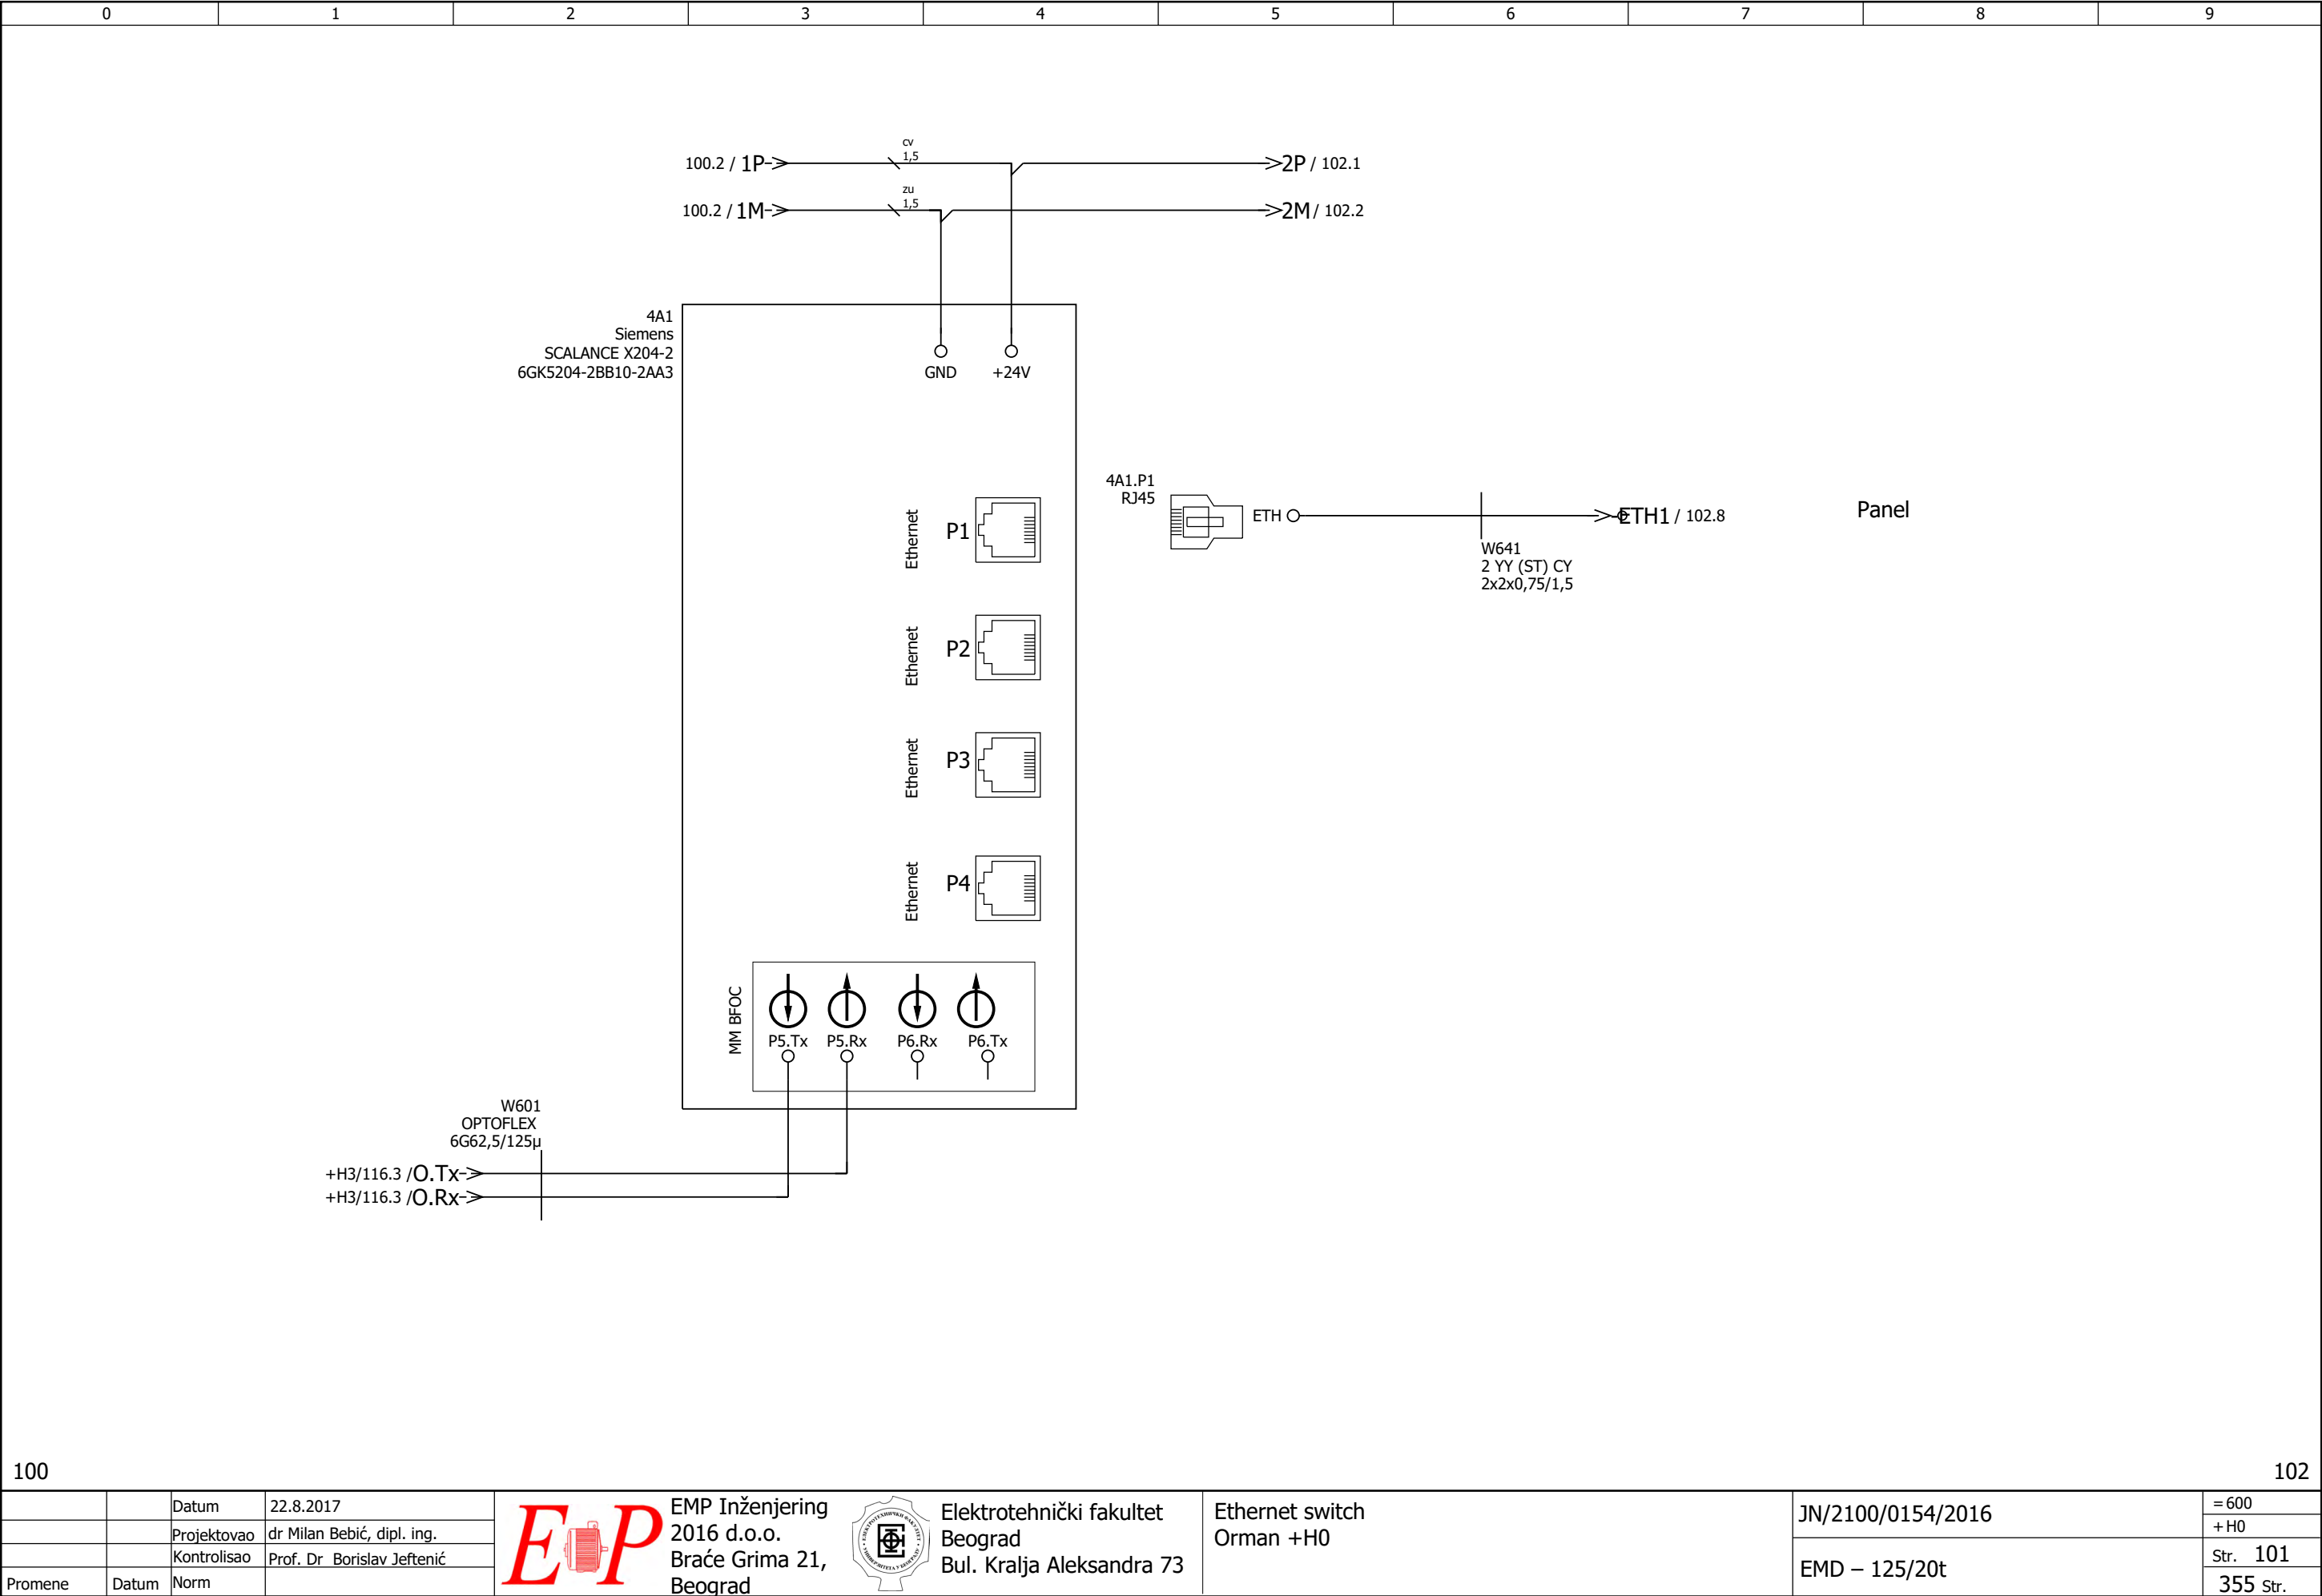 0 1 2 3 4 5 6 7 8 9
cv
100.2 / 1P 1,5 2P / 102.1
zu
100.2 / 1M 1,5 2M / 102.2
4A1
Siemens
SCALANCE X204-2
6GK5204-2BB10-2AA3
GND +24V
4A1.P1
RJ45
ETH
ETH1 / 102.8
Panel
W641
2 YY (ST) CY
2x2x0,75/1,5
Ethernet P1
Ethernet P2
Ethernet P3
Ethernet P4
MM BFOC
P5.Tx P5.Rx P6.Rx P6.Tx
W601
OPTOFLEX
6G62,5/125µ
+H3/116.3 /O.Tx
+H3/116.3 /O.Rx
100 102
Datum 22.8.2017
Projektovao dr Milan Bebić, dipl. ing.
Kontrolisao Prof. Dr Borislav Jeftenić
Promene Datum Norm
EMP
EMP Inženjering
2016 d.o.o.
Braće Grima 21,
Beograd
Elektrotehnički fakultet
Beograd
Bul. Kralja Aleksandra 73
Ethernet switch
Orman +H0
JN/2100/0154/2016
EMD – 125/20t
= 600
+ H0
Str. 101
355 Str.